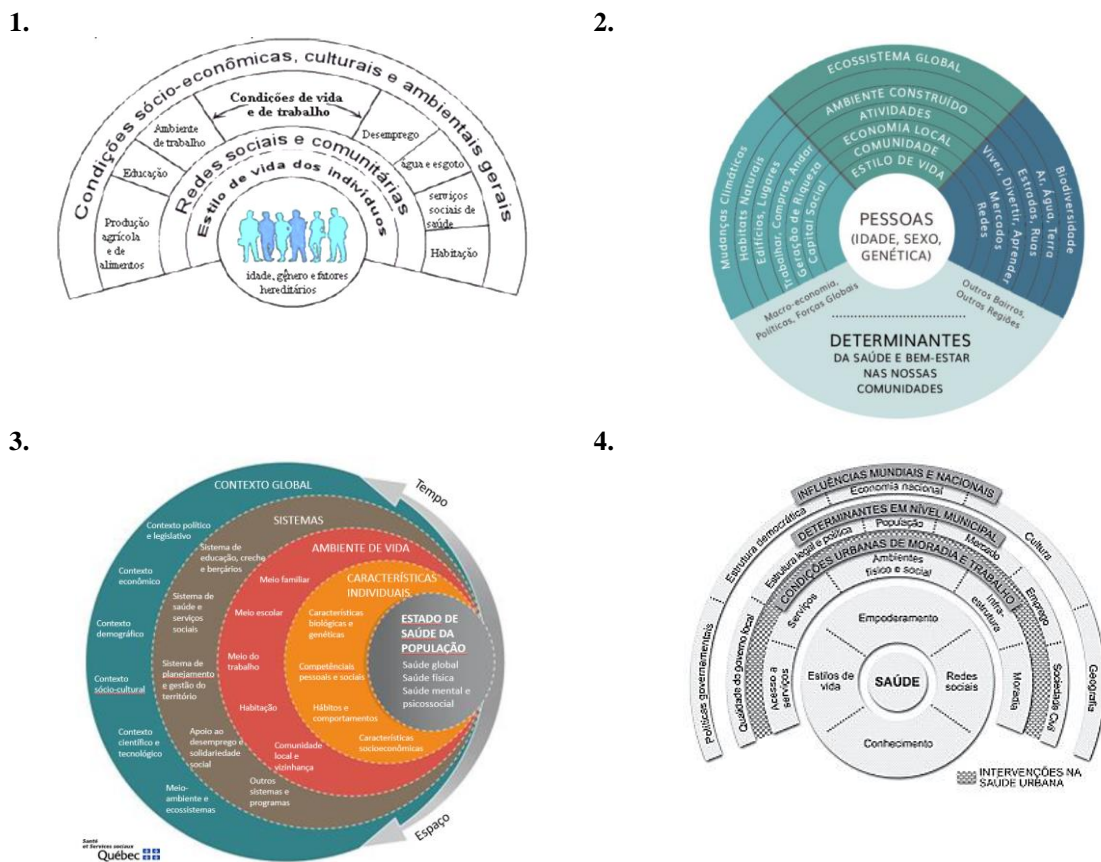 1.
Condições sócio-econômicas, culturais e ambientais gerais
Condições de vida
e de trabalho
Ambiente
de trabalho
Educação
Produção
agrícola
e de
alimentos
Desemprego
água e esgoto
serviços
sociais de
saúde
Habitação
Redes sociais e comunitárias
Estilo de vida dos indivíduos
idade, gênero e fatores
hereditários
2.
ECOSSISTEMA GLOBAL
AMBIENTE CONSTRUÍDO
ATIVIDADES
ECONOMIA LOCAL
COMUNIDADE
ESTILO DE VIDA
Mudanças Climáticas
Habitats Naturais
Edifícios, Lugares
Trabalhar, Compras, Andar
Geração de Riqueza
Capital Social
Biodiversidade
Ar, Água, Terra
Estradas, Ruas
Viver, Divertir, Aprender
Mercados
Redes
PESSOAS
(IDADE, SEXO,
GENÉTICA)
Macro-economia,
Políticas, Forças Globais
Outros Bairros,
Outras Regiões
DETERMINANTES
DA SAÚDE E BEM-ESTAR
NAS NOSSAS
COMUNIDADES
3.
CONTEXTO GLOBAL
Contexto político
e legislativo
Contexto
econômico
Contexto
demográfico
Contexto
sócio-cultural
Contexto
científico e
tecnológico
Meio-
ambiente e
ecossistemas
SISTEMAS
Sistema de
educação, creche
e berçários
Sistema de
saúde e
serviços
sociais
Sistema de
planejamento
e gestão do
território
Apoio ao
desemprego e
solidariedade
social
Outros
sistemas e
programas
AMBIENTE DE VIDA
Meio familiar
Meio escolar
Meio do
trabalho
Habitação
Comunidade
local e
vizinhança
CARACTERÍSTICAS
INDIVIDUAIS
Características
biológicas e
genéticas
Competênciais
pessoais e sociais
Hábitos e
comportamentos
Características
socioeconômicas
ESTADO DE
SAÚDE DA
POPULAÇÃO
Saúde global
Saúde física
Saúde mental e
psicossocial
Tempo
Espaço
Santé
et Services sociaux
Québec
4.
INFLUÊNCIAS MUNDIAIS E NACIONAIS
Políticas governamentais
Estrutura democrática
Economia nacional
Cultura
Geografia
DETERMINANTES EM NÍVEL MUNICIPAL
Qualidade do governo local
Estrutura legal e política
População
Mercado
Emprego
Sociedade Civil
CONDIÇÕES URBANAS DE MORADIA E TRABALHO
Acesso a
serviços
Serviços
Ambientes
físico e social
Infra-
estrutura
Moradia
Empoderamento
Estilos de
vida
SAÚDE
Redes
sociais
Conhecimento
INTERVENÇÕES NA
SAUDE URBANA